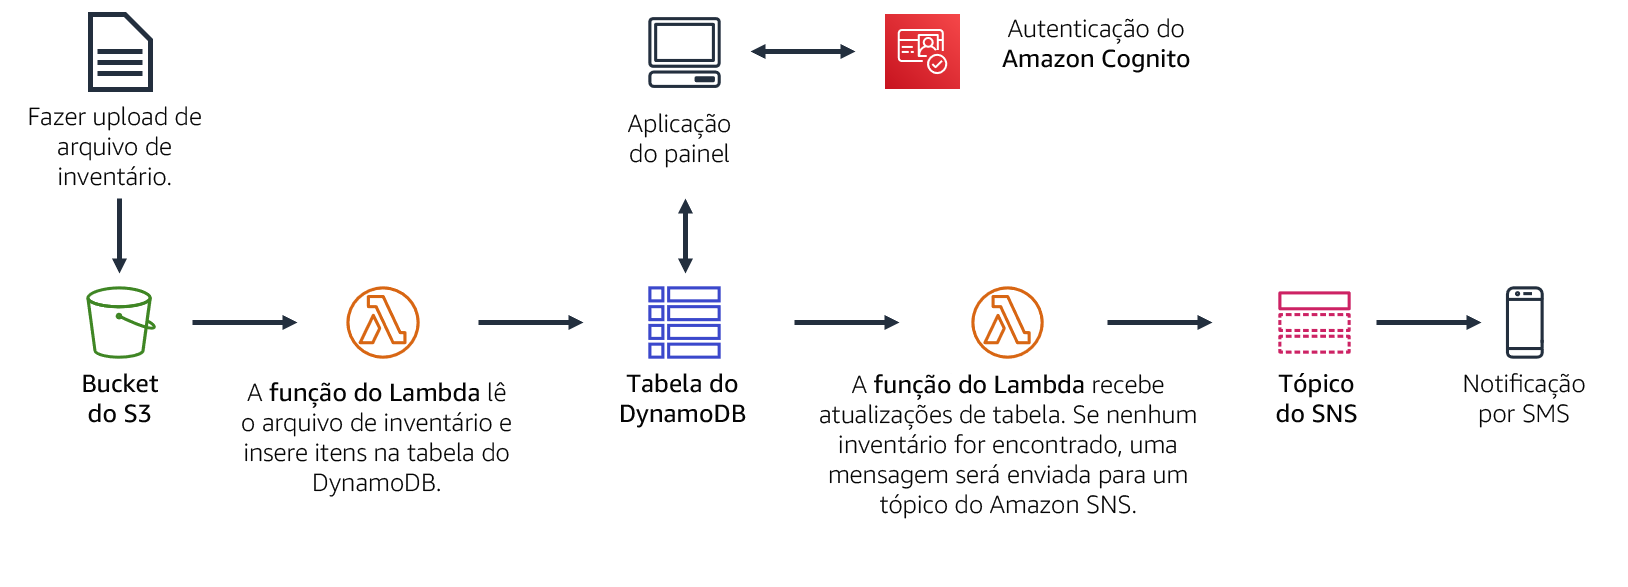 Fazer upload de
arquivo de
inventário.
Aplicação
do painel
Autenticação do
Amazon Cognito
Bucket
do S3
A função do Lambda lê
o arquivo de inventário e
insere itens na tabela do
DynamoDB.
Tabela do
DynamoDB
A função do Lambda recebe
atualizações de tabela. Se nenhum
inventário for encontrado, uma
mensagem será enviada para um
tópico do Amazon SNS.
Tópico
do SNS
Notificação
por SMS